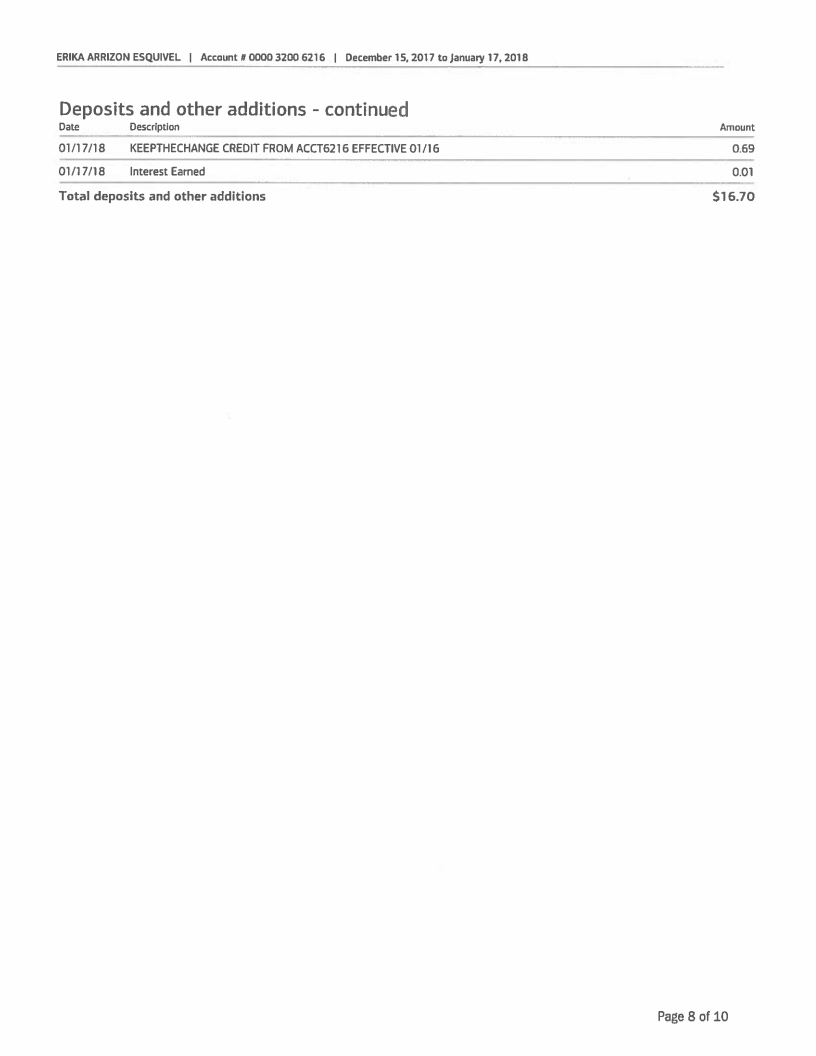 ERIKA ARRIZON ESQUIVEL | Account # 0000 3200 6216 | December 15, 2017 to January 17, 2018
Deposits and other additions - continued
Date Description Amount
01/17/18 KEEPTHECHANGE CREDIT FROM ACCT6216 EFFECTIVE 01/16 0.69
01/17/18 Interest Earned 0.01
Total deposits and other additions $16.70
Page 8 of 10